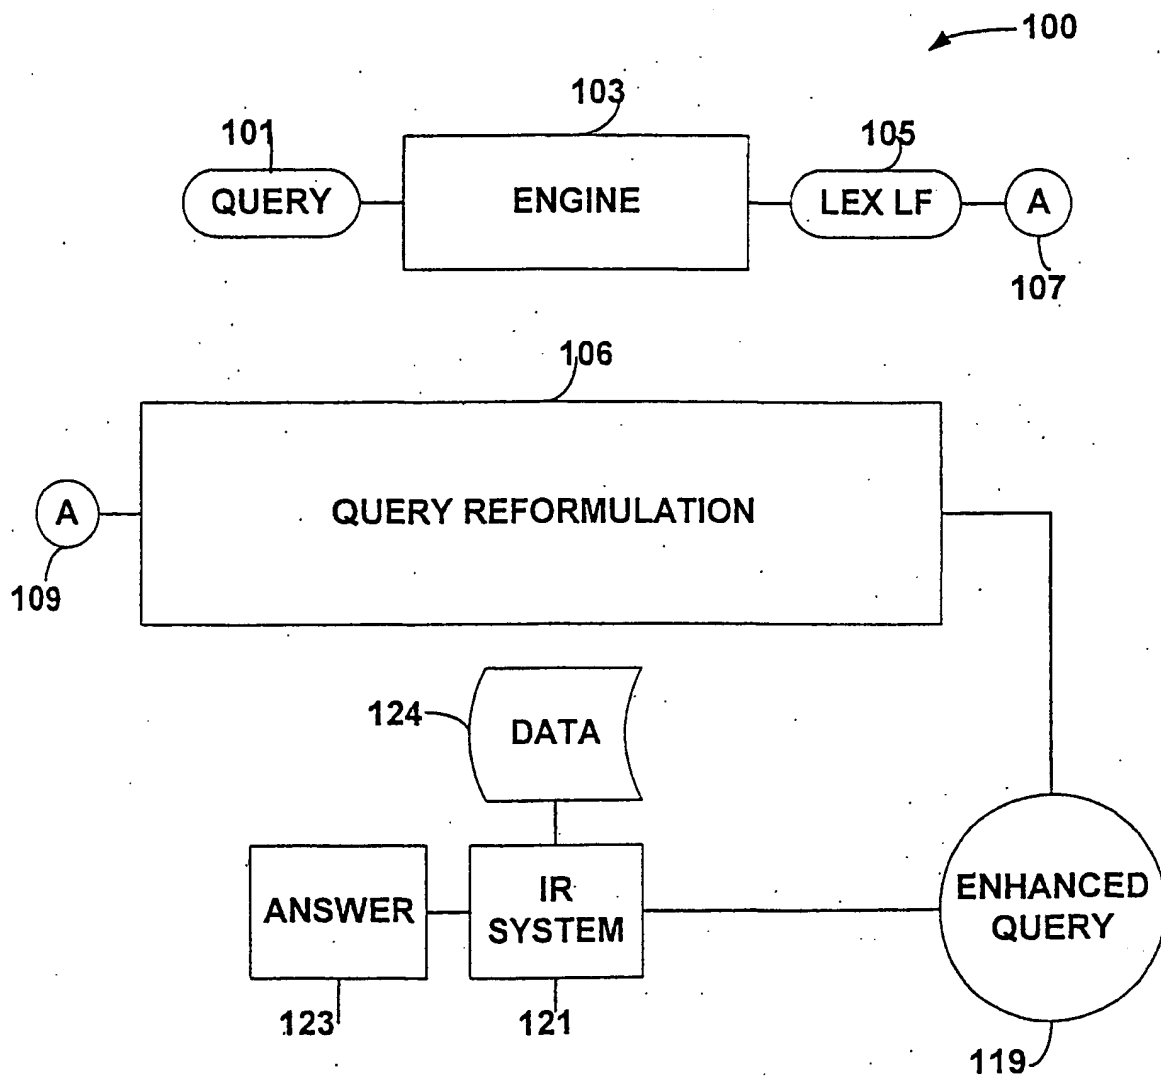 100
103
101
105
QUERY
ENGINE
LEX LF
A
107
106
A
QUERY REFORMULATION
109
124
DATA
ANSWER
IR
SYSTEM
ENHANCED
QUERY
123
121
119